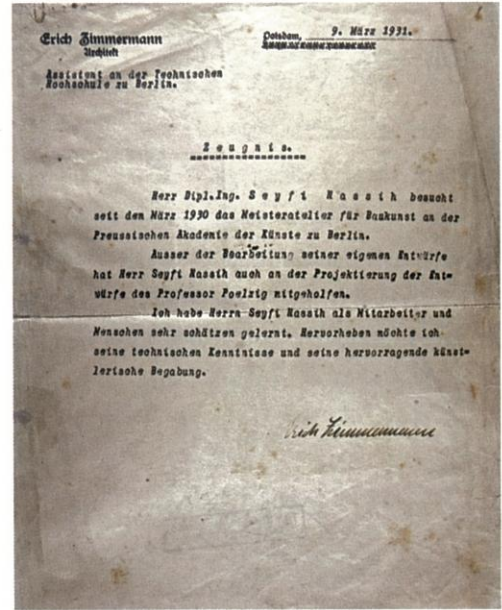 Erich Zimmermann
Architekt
Assistent an der Technischen
Hochschule zu Berlin.
Potsdam, 9. März 1931.
Zeugnis.
Herr Dipl.Ing. Seyfi Nassih besucht
seit dem März 1930 das Meisteratelier für Baukunst an der
Preussischen Akademie der Künste zu Berlin.
Ausser der Bearbeitung seiner eigenen Entwürfe
hat Herr Seyfi Nassih auch an der Projektierung der Ent-
würfe des Professor Poelzig mitgeholfen.
Ich habe Herrn Seyfi Nassih als Mitarbeiter und
Menschen sehr schätzen gelernt. Hervorheben möchte ich
seine technischen Kenntnisse und seine hervorragende künst-
lerische Begabung.
Erich Zimmermann